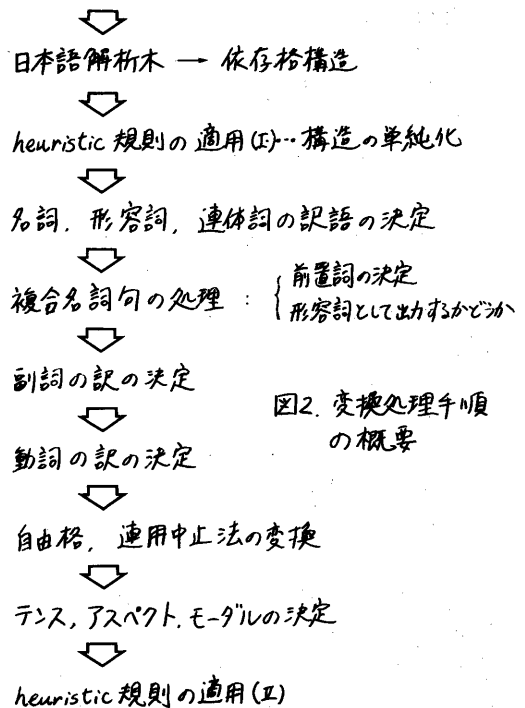 日本語解析木 → 依存格構造
heuristic 規則の適用(I)…構造の単純化
名詞, 形容詞, 連体詞の訳語の決定
複合名詞句の処理 :
前置詞の決定
形容詞として出力するかどうか
副詞の訳の決定
図2. 変換処理手順
の概要
動詞の訳の決定
自由格, 連用中止法の変換
テンス, アスペクト, モーダルの決定
heuristic 規則の適用(II)